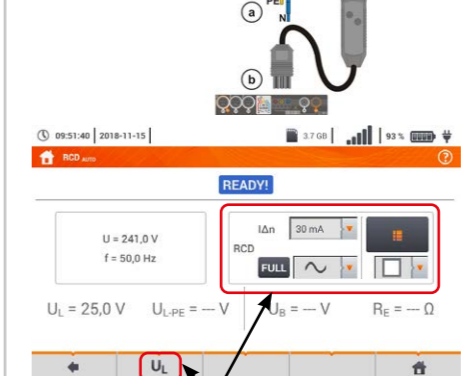 PE
a
N
b
09:51:40 2018-11-15 3.7 GB 93 %
RCD AUTO ?
READY!
U = 241,0 V
f = 50,0 Hz
RCD
IΔn 30 mA
FULL
UL = 25,0 V UL-PE = --- V UB = --- V RE = --- Ω
UL